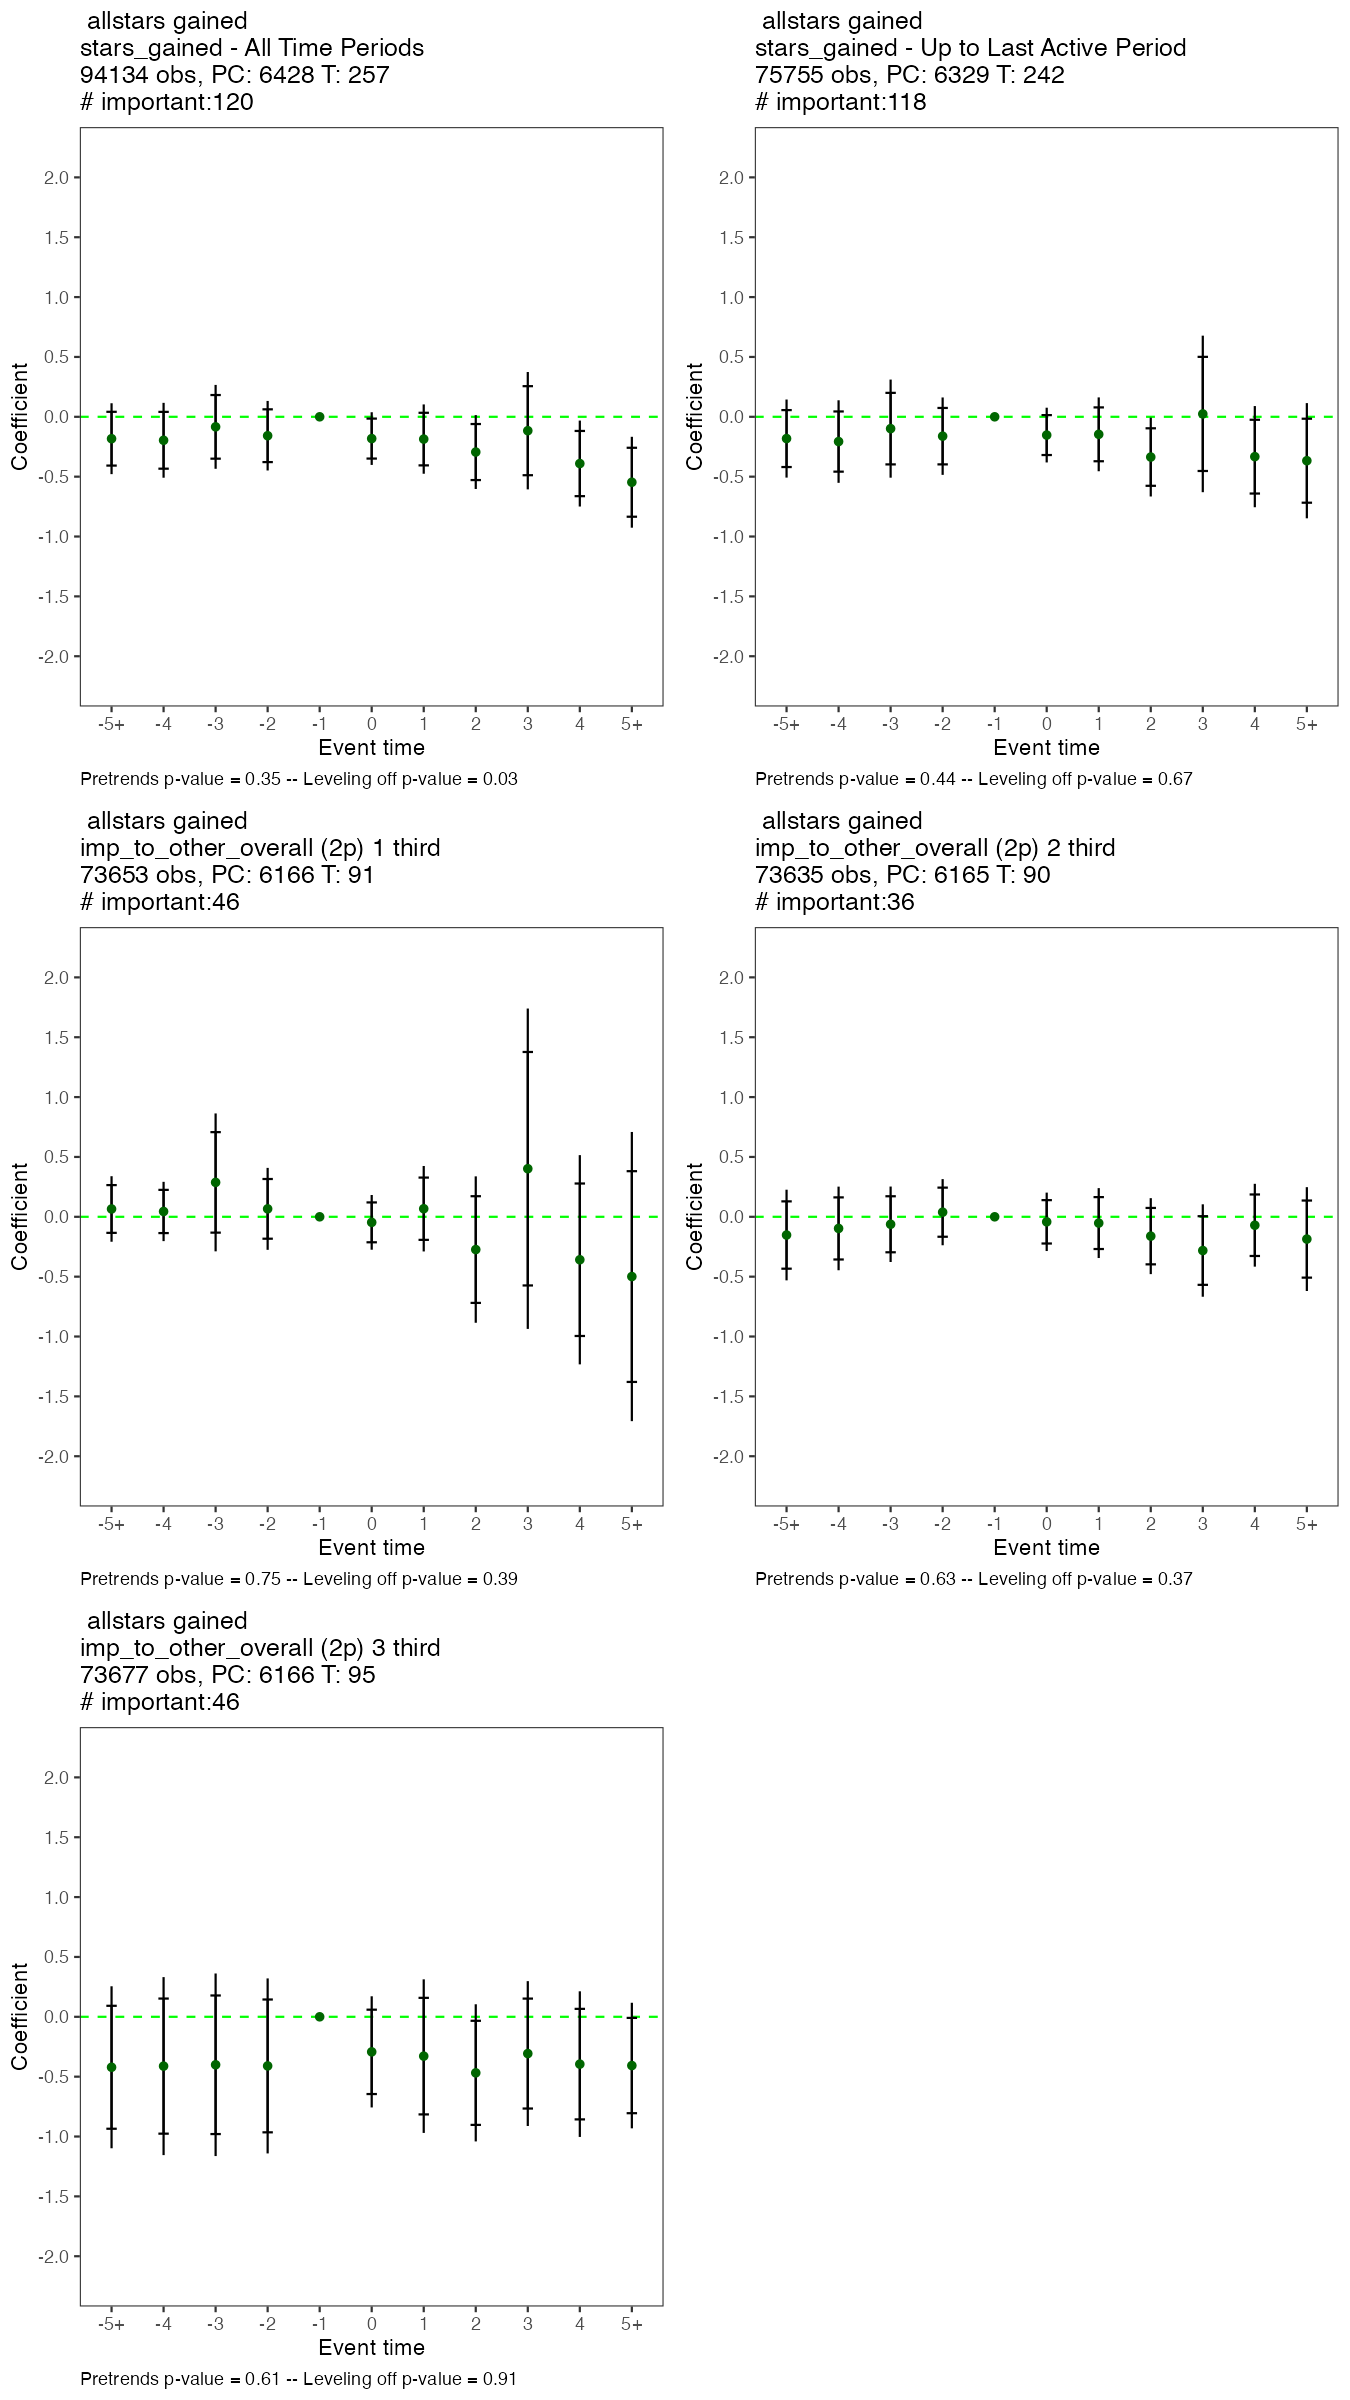 allstars gained
stars_gained - All Time Periods
94134 obs, PC: 6428 T: 257
# important:120
2.0
1.5
1.0
0.5
0.0
-0.5
-1.0
-1.5
-2.0
Coefficient
-5+ -4 -3 -2 -1 0 1 2 3 4 5+
Event time
Pretrends p-value = 0.35 -- Leveling off p-value = 0.03
allstars gained
stars_gained - Up to Last Active Period
75755 obs, PC: 6329 T: 242
# important:118
2.0
1.5
1.0
0.5
0.0
-0.5
-1.0
-1.5
-2.0
Coefficient
-5+ -4 -3 -2 -1 0 1 2 3 4 5+
Event time
Pretrends p-value = 0.44 -- Leveling off p-value = 0.67
allstars gained
imp_to_other_overall (2p) 1 third
73653 obs, PC: 6166 T: 91
# important:46
2.0
1.5
1.0
0.5
0.0
-0.5
-1.0
-1.5
-2.0
Coefficient
-5+ -4 -3 -2 -1 0 1 2 3 4 5+
Event time
Pretrends p-value = 0.75 -- Leveling off p-value = 0.39
allstars gained
imp_to_other_overall (2p) 2 third
73635 obs, PC: 6165 T: 90
# important:36
2.0
1.5
1.0
0.5
0.0
-0.5
-1.0
-1.5
-2.0
Coefficient
-5+ -4 -3 -2 -1 0 1 2 3 4 5+
Event time
Pretrends p-value = 0.63 -- Leveling off p-value = 0.37
allstars gained
imp_to_other_overall (2p) 3 third
73677 obs, PC: 6166 T: 95
# important:46
2.0
1.5
1.0
0.5
0.0
-0.5
-1.0
-1.5
-2.0
Coefficient
-5+ -4 -3 -2 -1 0 1 2 3 4 5+
Event time
Pretrends p-value = 0.61 -- Leveling off p-value = 0.91